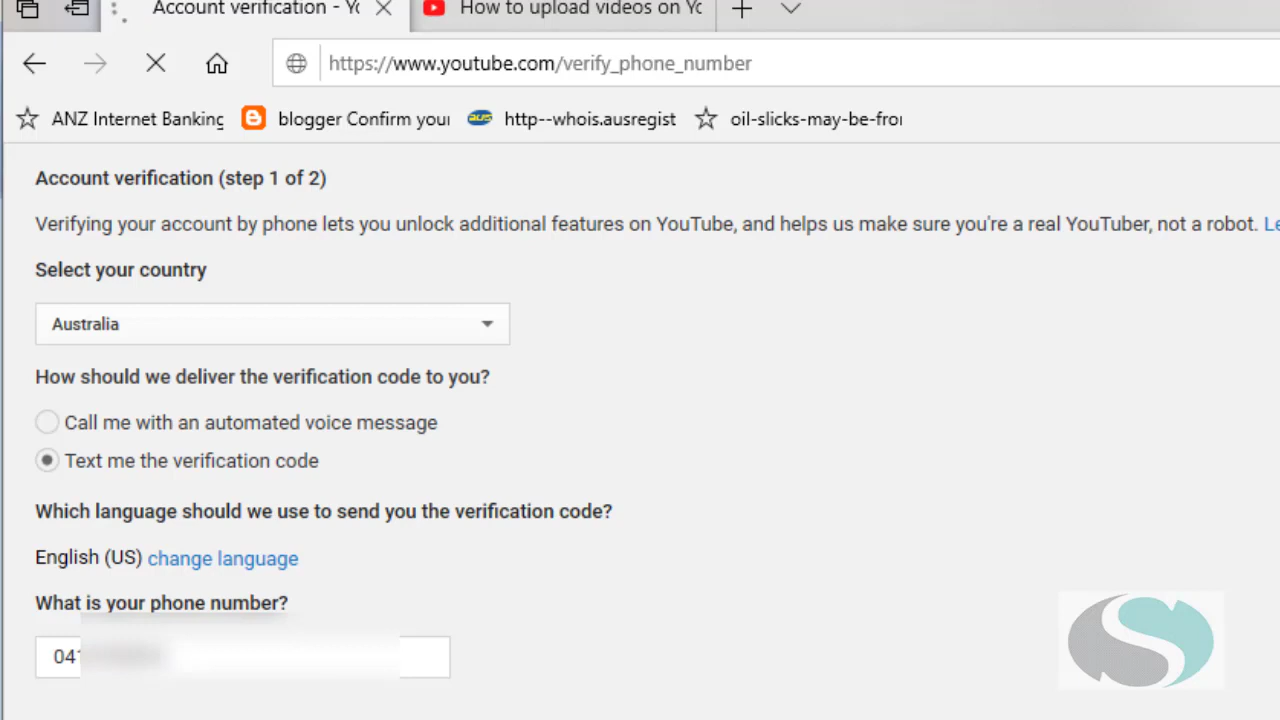 Account verification - Yo
How to upload videos on Yo
https://www.youtube.com/verify_phone_number
ANZ Internet Banking blogger Confirm your http--whois.ausregist oil-slicks-may-be-from
Account verification (step 1 of 2)
Verifying your account by phone lets you unlock additional features on YouTube, and helps us make sure you're a real YouTuber, not a robot. Le
Select your country
Australia
How should we deliver the verification code to you?
Call me with an automated voice message
Text me the verification code
Which language should we use to send you the verification code?
English (US) change language
What is your phone number?
041